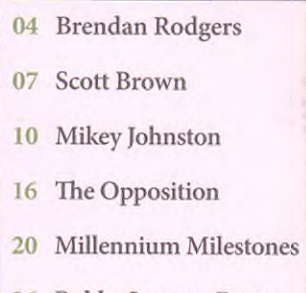 04 Brendan Rodgers
07 Scott Brown
10 Mikey Johnston
16 The Opposition
20 Millennium Milestones